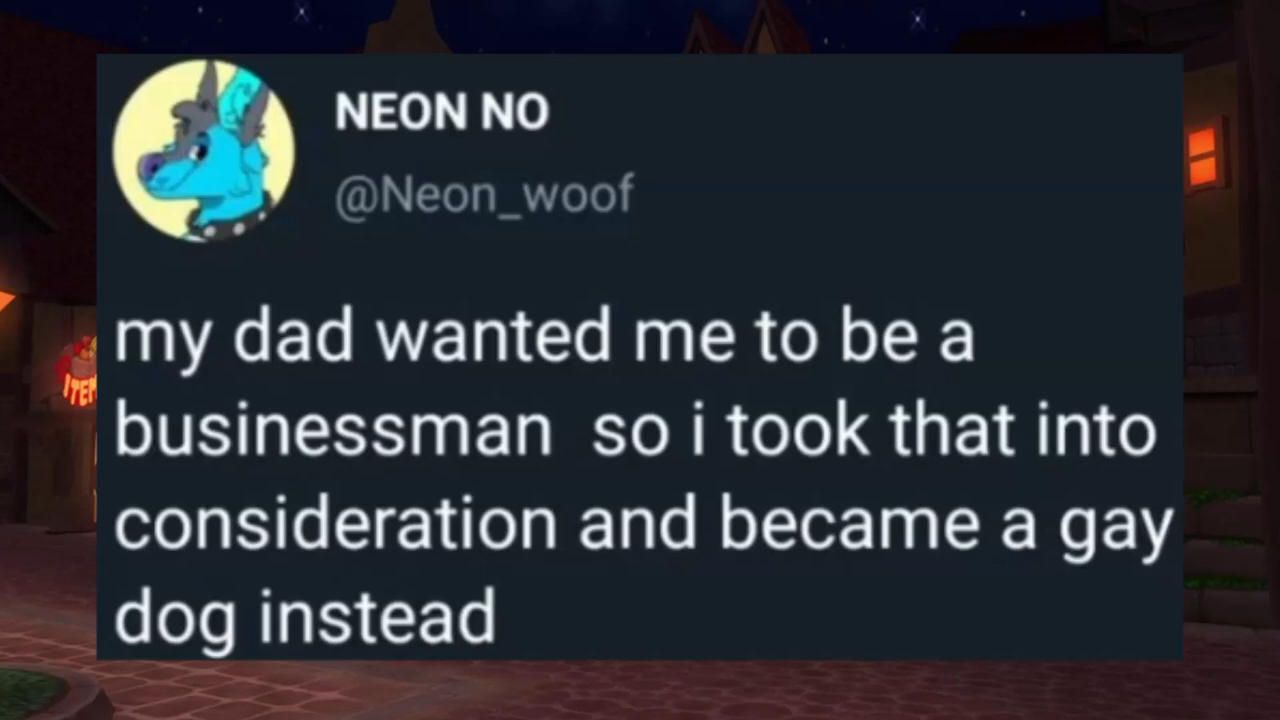 NEON NO
@Neon_woof
my dad wanted me to be a
businessman  so i took that into
consideration and became a gay
dog instead